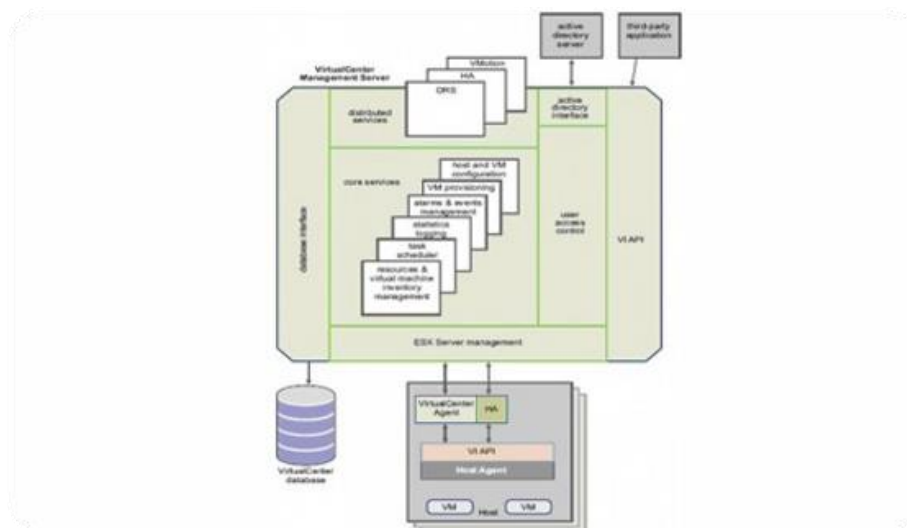 active
directory
server
third-party
application
VirtualCenter
Management Server
VMotion
HA
DRS
distributed
services
active
directory
interface
core services
host and VM
configuration
VM provisioning
alarms & events
management
statistics
logging
task
scheduler
resources &
virtual machine
inventory
management
database interface
user
access
control
VI API
ESX Server management
VirtualCenter
Agent
HA
VI API
Host Agent
VM
Host
VM
VirtualCenter
database